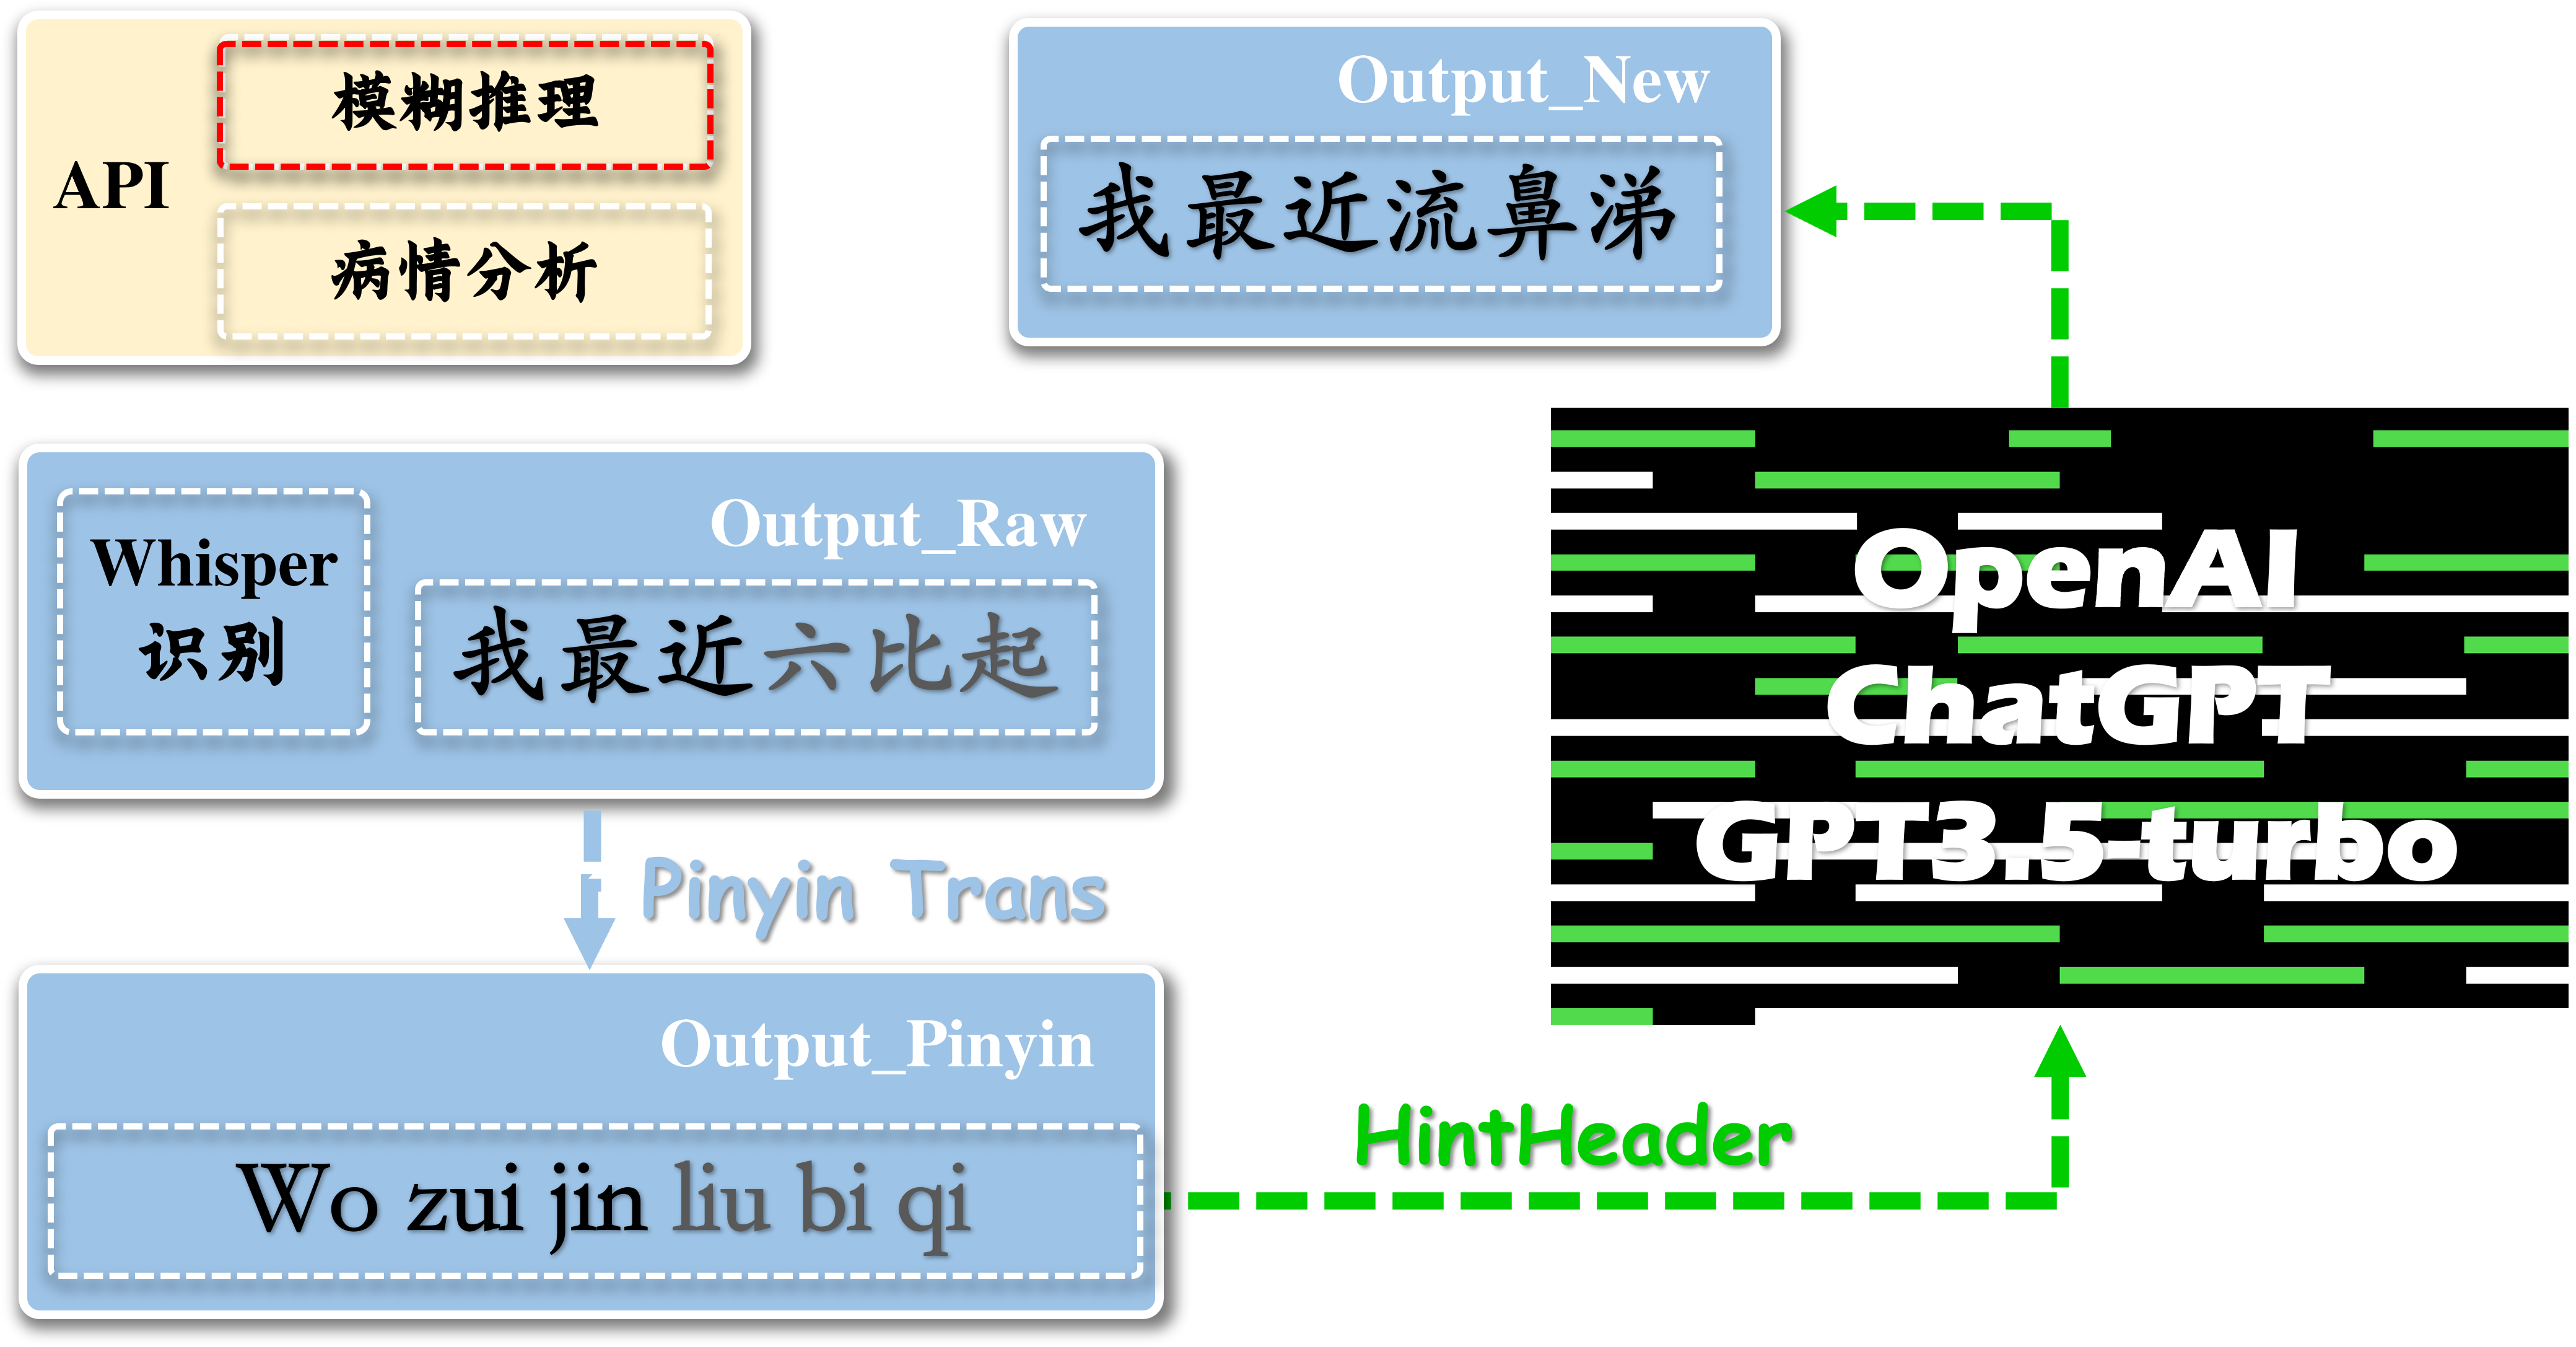 API
模糊推理
病情分析
Output_New
我最近流鼻涕
Whisper
识别
Output_Raw
我最近六比起
Pinyin Trans
Output_Pinyin
Wo zui jin liu bi qi
HintHeader
OpenAI
ChatGPT
GPT3.5-turbo